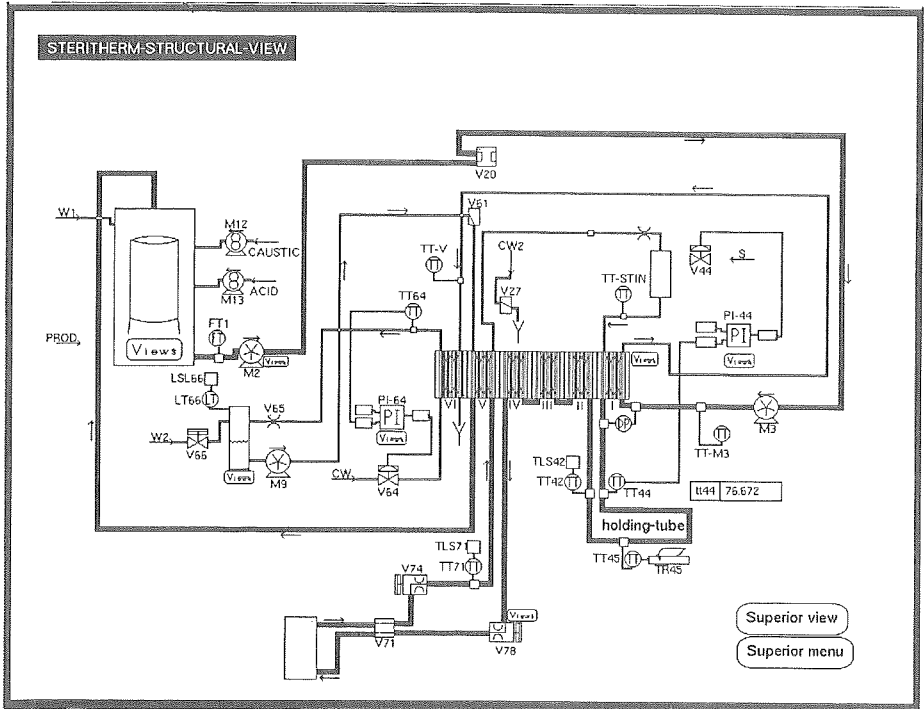 STERITHERM-STRUCTURAL-VIEW
V20
W1
M12
CAUSTIC
M13
ACID
V61
TT-V
CW2
V27
TT-STIN
V44
S
PI-44
PI
Views
TT64
PROD
FT1
Views
M2
Views
LSL66
LT66
V65
PI-64
PI
Views
W2
V66
Views
M9
CW
V64
VI V IV III II I
Views
DP
M3
TT-M3
TLS42
TT42
TT44
tt44 76.672
holding-tube
TT45
TR45
TLS71
TT71
V74
V71
Views
V78
Superior view
Superior menu